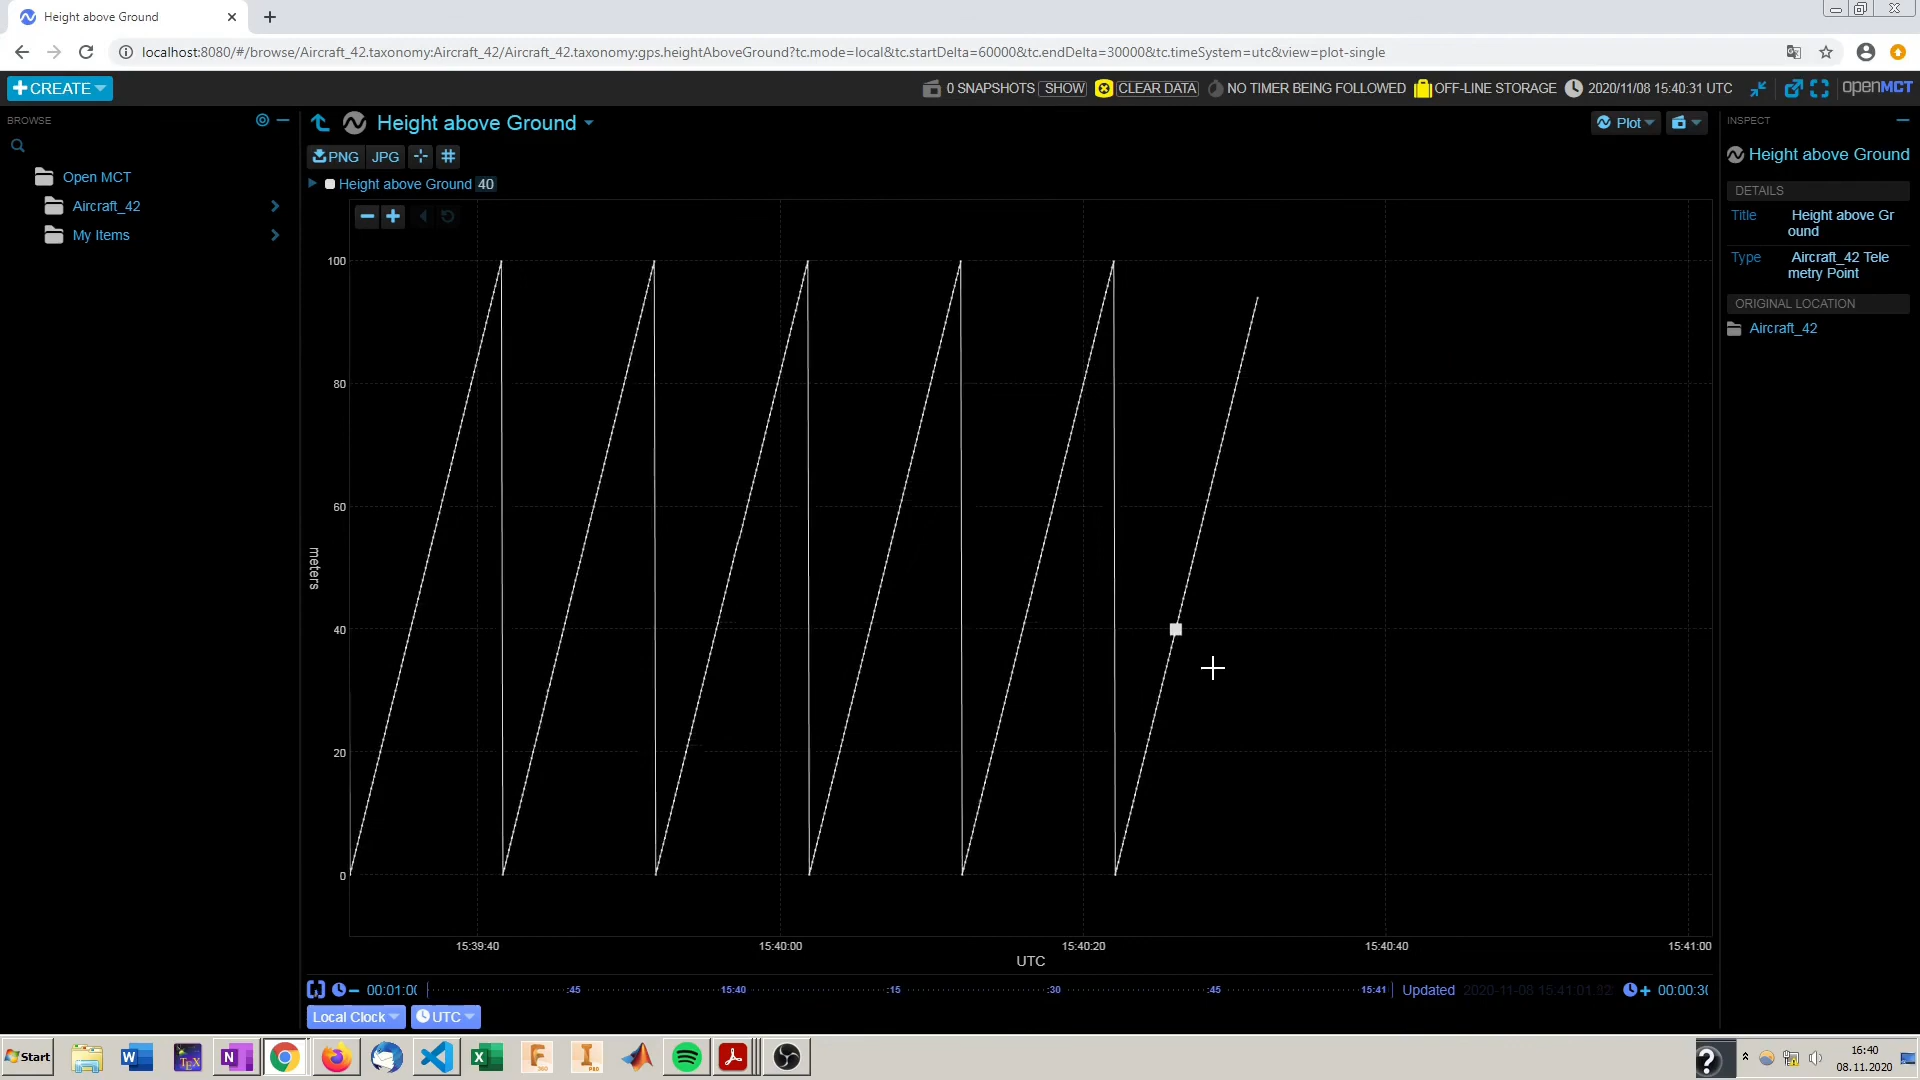 Height above Ground
localhost:8080/#/browse/Aircraft_42.taxonomy:Aircraft_42/Aircraft_42.taxonomy:gps.heightAboveGround?tc.mode=local&tc.startDelta=60000&tc.endDelta=30000&tc.timeSystem=utc&view=plot-single
CREATE
0 SNAPSHOTS SHOW CLEAR DATA NO TIMER BEING FOLLOWED OFF-LINE STORAGE 2020/11/08 15:40:31 UTC openMCT
BROWSE
Open MCT
Aircraft_42
My Items
Height above Ground
Plot
PNG JPG
Height above Ground 40
100
80
60
40
20
0
meters
15:39:40 15:40:00 15:40:20 15:40:40 15:41:00
UTC
00:01:00 :45 15:40 :15 :30 :45 15:41 Updated 2020-11-08 15:41:01.82 00:00:30
Local Clock UTC
INSPECT
Height above Ground
DETAILS
Title Height above Gr
ound
Type Aircraft_42 Tele
metry Point
ORIGINAL LOCATION
Aircraft_42
Start
16:40
08.11.2020